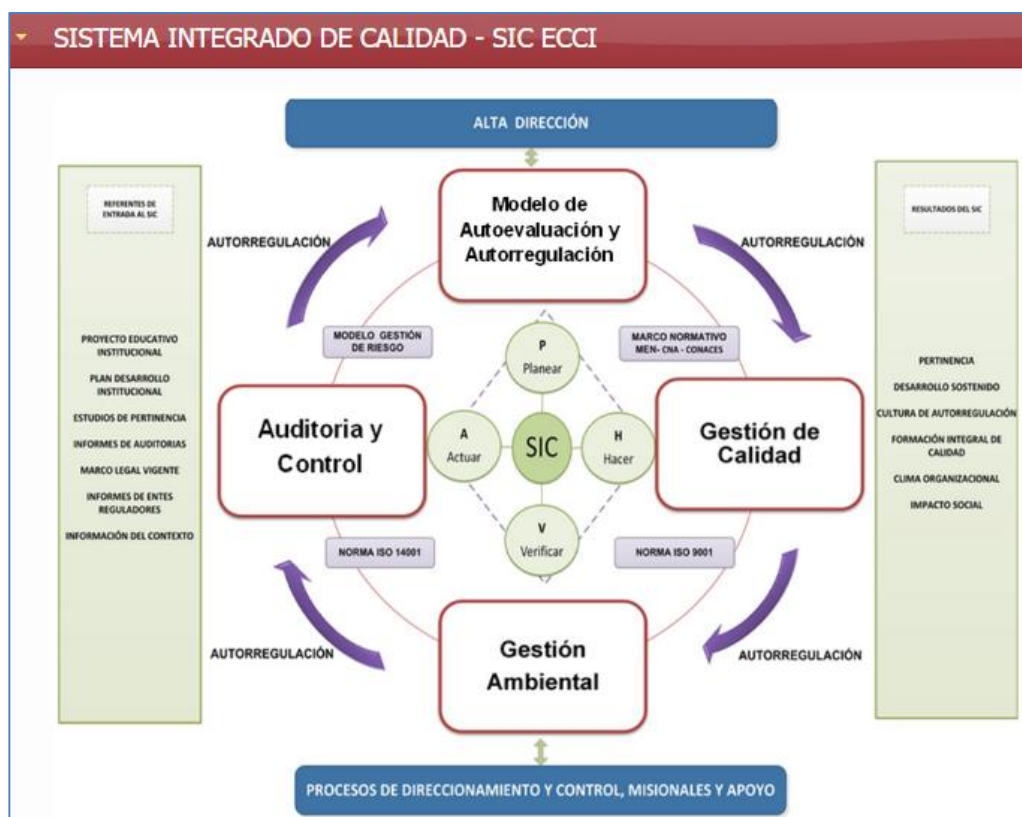 SISTEMA INTEGRADO DE CALIDAD - SIC ECCI
ALTA DIRECCIÓN
REFERENTES DE
ENTRADA AL SIC
PROYECTO EDUCATIVO
INSTITUCIONAL
PLAN DESARROLLO
INSTITUCIONAL
ESTUDIOS DE PERTINENCIA
INFORMES DE AUDITORIAS
MARCO LEGAL VIGENTE
INFORMES DE ENTES
REGULADORES
INFORMACIÓN DEL CONTEXTO
AUTORREGULACIÓN
Modelo de
Autoevaluación y
Autorregulación
AUTORREGULACIÓN
MODELO GESTIÓN
DE RIESGO
MARCO NORMATIVO
MEN- CNA - CONACES
P
Planear
Auditoria y
Control
A
Actuar
SIC
H
Hacer
Gestión de
Calidad
V
Verificar
NORMA ISO 14001
NORMA ISO 9001
AUTORREGULACIÓN
Gestión
Ambiental
AUTORREGULACIÓN
RESULTADOS DEL SIC
PERTINENCIA
DESARROLLO SOSTENIDO
CULTURA DE AUTORREGULACIÓN
FORMACIÓN INTEGRAL DE
CALIDAD
CLIMA ORGANIZACIONAL
IMPACTO SOCIAL
PROCESOS DE DIRECCIONAMIENTO Y CONTROL, MISIONALES Y APOYO